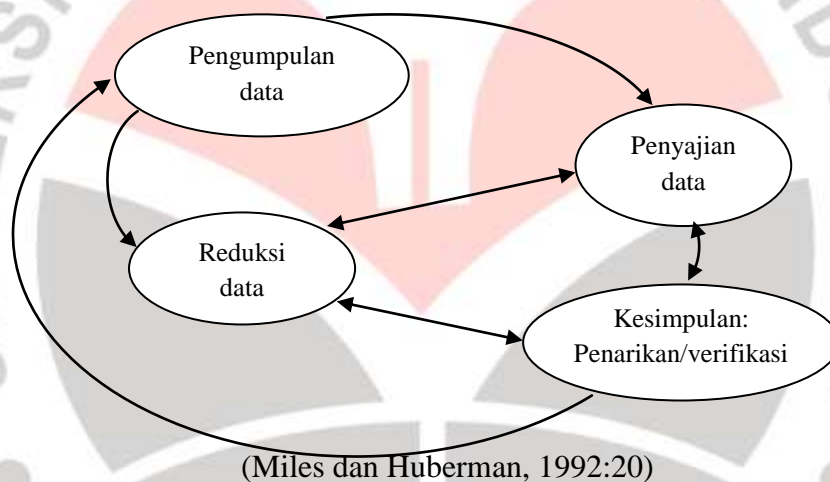 Pengumpulan
data
Penyajian
data
Reduksi
data
Kesimpulan:
Penarikan/verifikasi
(Miles dan Huberman, 1992:20)